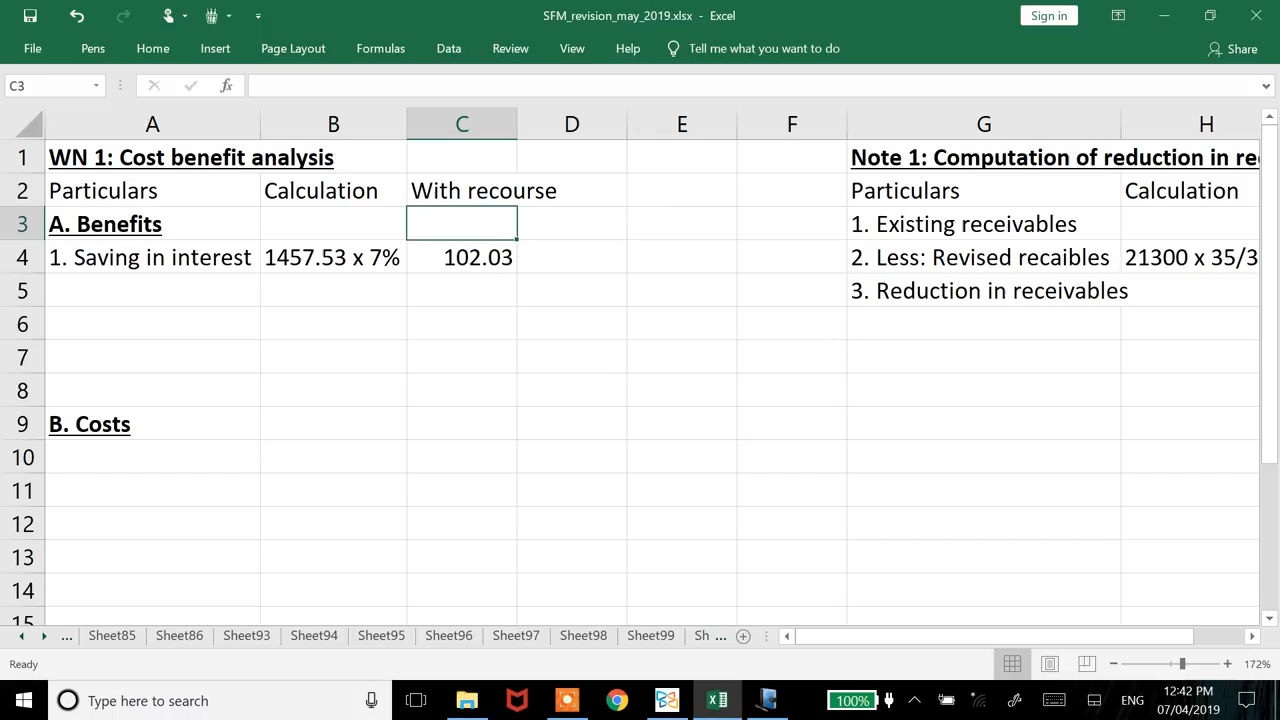 SFM_revision_may_2019.xlsx - Excel
Sign in
File Pens Home Insert Page Layout Formulas Data Review View Help Tell me what you want to do Share
C3 fx
A B C D E F G H
1 WN 1: Cost benefit analysis Note 1: Computation of reduction in re
2 Particulars Calculation With recourse Particulars Calculation
3 A. Benefits 1. Existing receivables
4 1. Saving in interest 1457.53 x 7% 102.03 2. Less: Revised recaibles 21300 x 35/3
5 3. Reduction in receivables
6
7
8
9 B. Costs
10
11
12
13
14
15
... Sheet85 Sheet86 Sheet93 Sheet94 Sheet95 Sheet96 Sheet97 Sheet98 Sheet99 Sh ...
Ready 172%
Type here to search 100% ENG 12:42 PM
07/04/2019